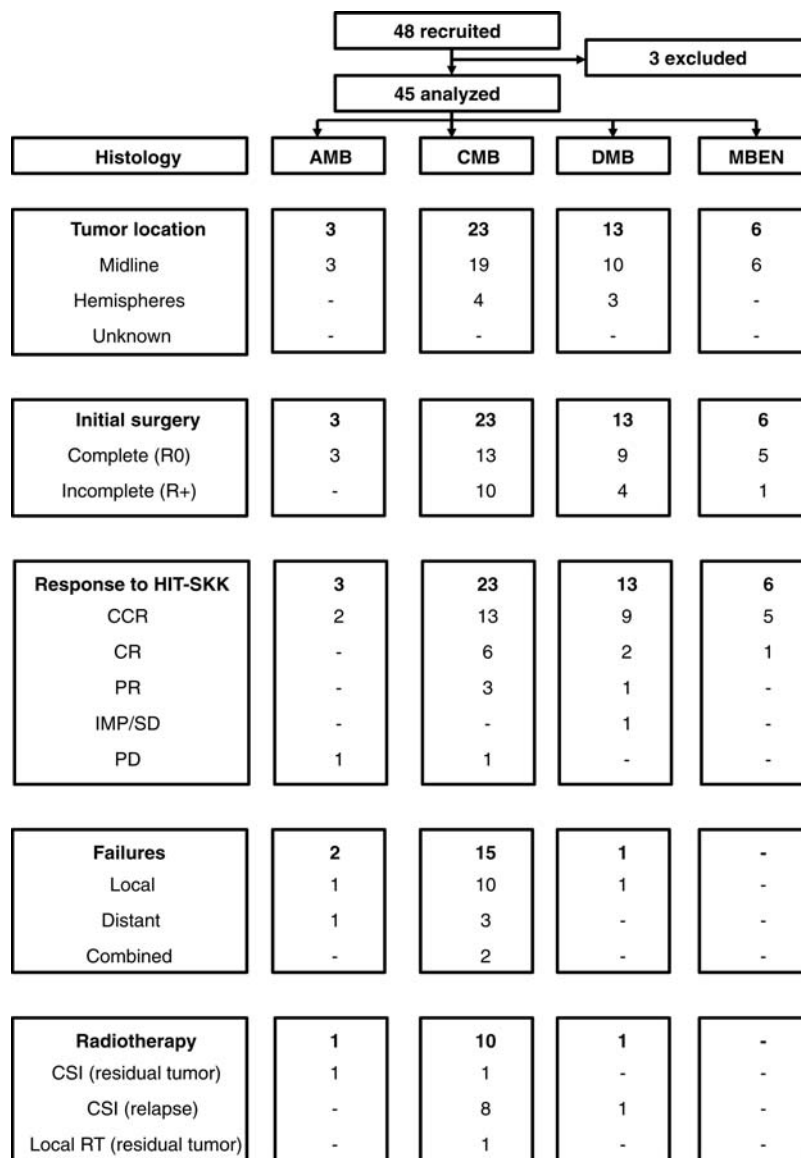 48 recruited
3 excluded
45 analyzed
Histology AMB CMB DMB MBEN
Tumor location 3 23 13 6
Midline 3 19 10 6
Hemispheres - 4 3 -
Unknown - - - -
Initial surgery 3 23 13 6
Complete (R0) 3 13 9 5
Incomplete (R+) - 10 4 1
Response to HIT-SKK 3 23 13 6
CCR 2 13 9 5
CR - 6 2 1
PR - 3 1 -
IMP/SD - - 1 -
PD 1 1 - -
Failures 2 15 1 -
Local 1 10 1 -
Distant 1 3 - -
Combined - 2 - -
Radiotherapy 1 10 1 -
CSI (residual tumor) 1 1 - -
CSI (relapse) - 8 1 -
Local RT (residual tumor) - 1 - -